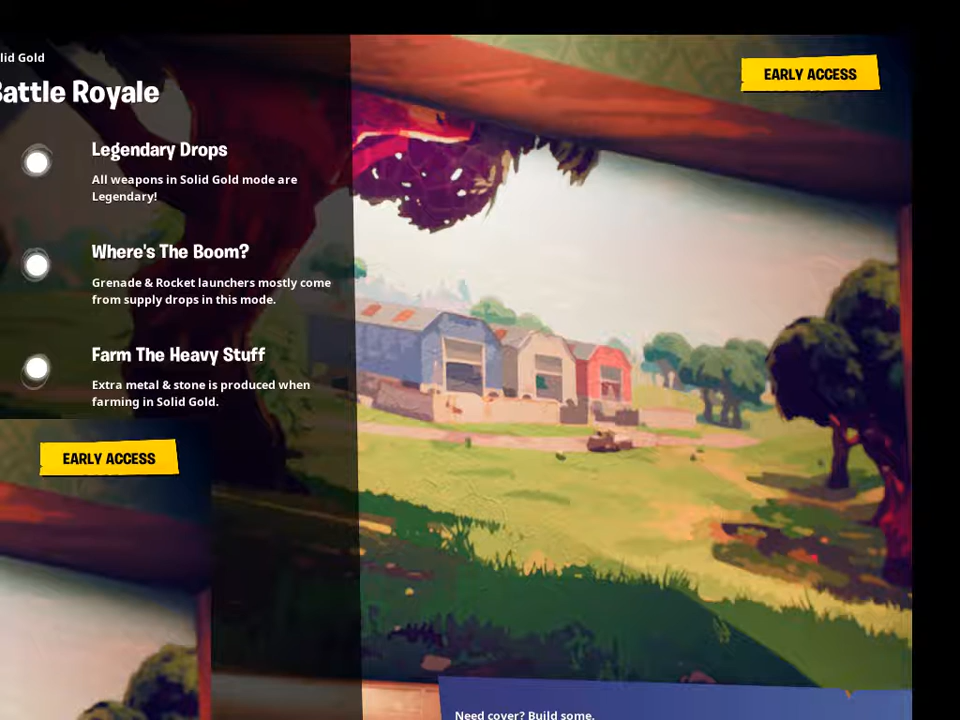 lid Gold
Battle Royale
EARLY ACCESS
Legendary Drops
All weapons in Solid Gold mode are
Legendary!
Where's The Boom?
Grenade & Rocket launchers mostly come
from supply drops in this mode.
Farm The Heavy Stuff
Extra metal & stone is produced when
farming in Solid Gold.
EARLY ACCESS
Need cover? Build some.